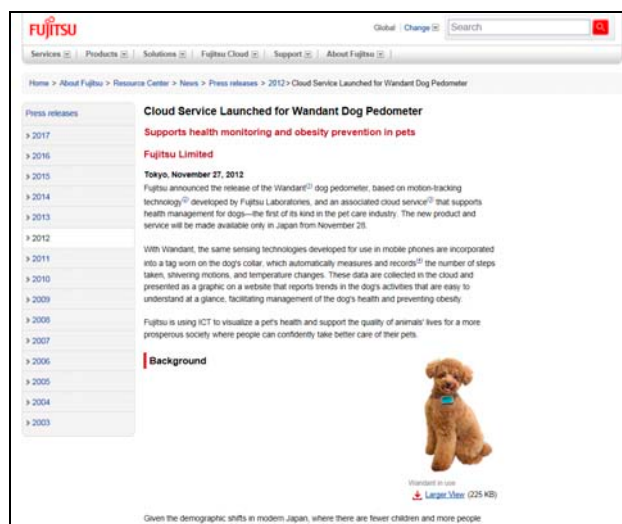 FUJITSU
Global | Change Search
Services | Products | Solutions | Fujitsu Cloud | Support | About Fujitsu |
Home > About Fujitsu > Resource Center > News > Press releases > 2012 > Cloud Service Launched for Wandant Dog Pedometer
Press releases
> 2017
> 2016
> 2015
> 2014
> 2013
> 2012
> 2011
> 2010
> 2009
> 2008
> 2007
> 2006
> 2005
> 2004
> 2003
Cloud Service Launched for Wandant Dog Pedometer
Supports health monitoring and obesity prevention in pets
Fujitsu Limited
Tokyo, November 27, 2012
Fujitsu announced the release of the Wandant dog pedometer, based on motion-tracking
technology developed by Fujitsu Laboratories, and an associated cloud service that supports
health management for dogs—the first of its kind in the pet care industry. The new product and
service will be made available only in Japan from November 28.
With Wandant, the same sensing technologies developed for use in mobile phones are incorporated
into a tag worn on the dog's collar, which automatically measures and records the number of steps
taken, shivering motions, and temperature changes. These data are collected in the cloud and
presented as a graphic on a website that reports trends in the dog's activities that are easy to
understand at a glance, facilitating management of the dog's health and preventing obesity.
Fujitsu is using ICT to visualize a pet's health and support the quality of animals' lives for a more
prosperous society where people can confidently take better care of their pets.
Background
Wandant in use
Larger View (225 KB)
Given the demographic shifts in modern Japan, where there are fewer children and more people